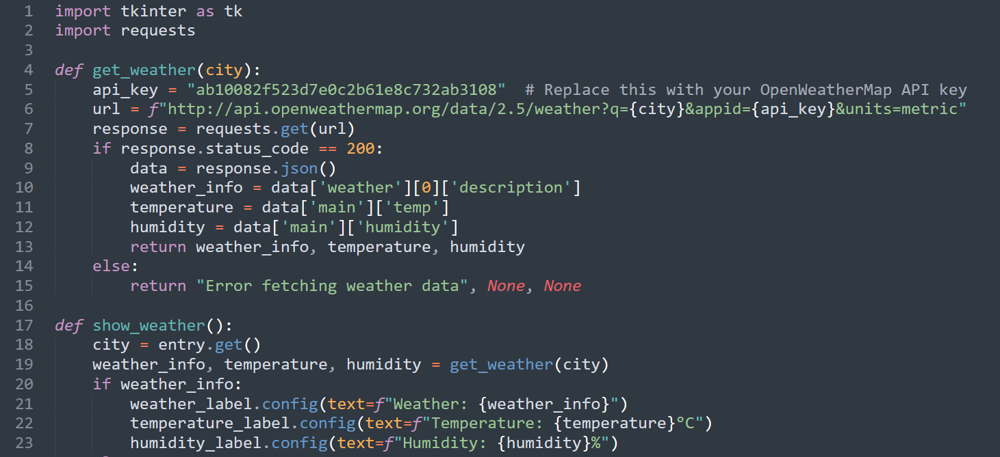 1 import tkinter as tk
2 import requests
3
4 def get_weather(city):
5     api_key = "ab10082f523d7e0c2b61e8c732ab3108"  # Replace this with your OpenWeatherMap API key
6     url = f"http://api.openweathermap.org/data/2.5/weather?q={city}&appid={api_key}&units=metric"
7     response = requests.get(url)
8     if response.status_code == 200:
9         data = response.json()
10         weather_info = data['weather'][0]['description']
11         temperature = data['main']['temp']
12         humidity = data['main']['humidity']
13         return weather_info, temperature, humidity
14     else:
15         return "Error fetching weather data", None, None
16
17 def show_weather():
18     city = entry.get()
19     weather_info, temperature, humidity = get_weather(city)
20     if weather_info:
21         weather_label.config(text=f"Weather: {weather_info}")
22         temperature_label.config(text=f"Temperature: {temperature}°C")
23         humidity_label.config(text=f"Humidity: {humidity}%")